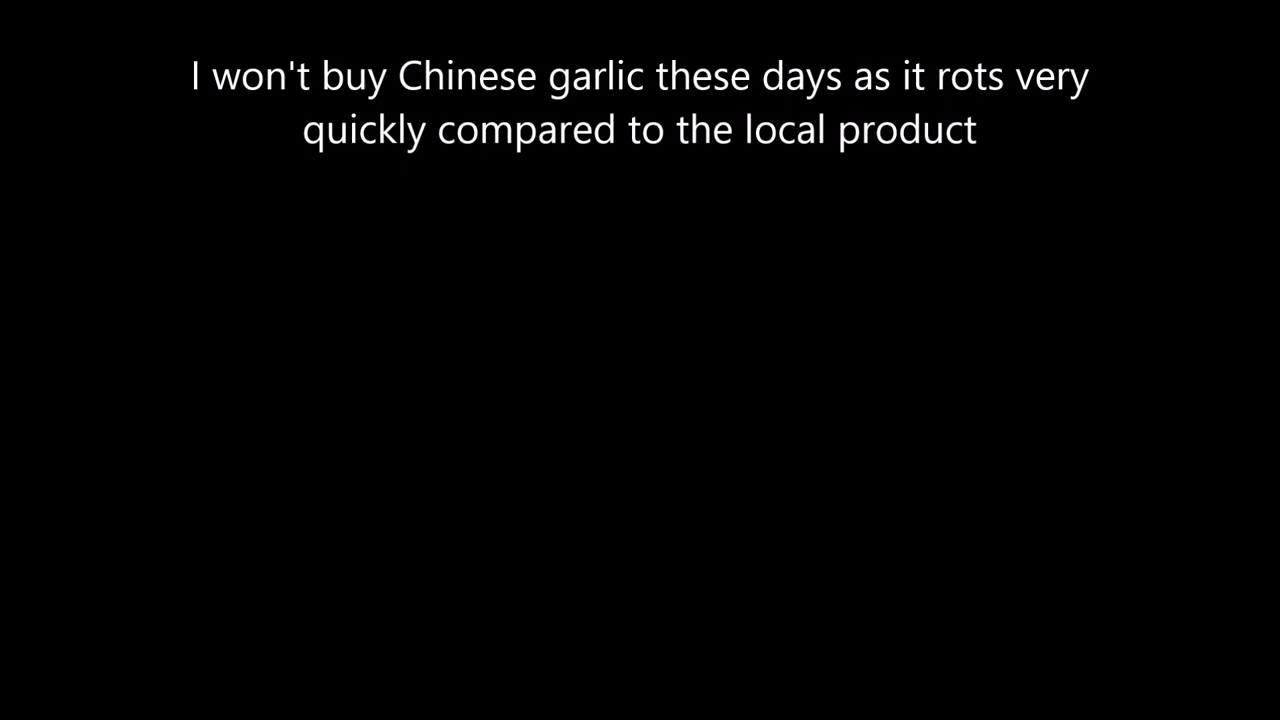 I won't buy Chinese garlic these days as it rots very
quickly compared to the local product